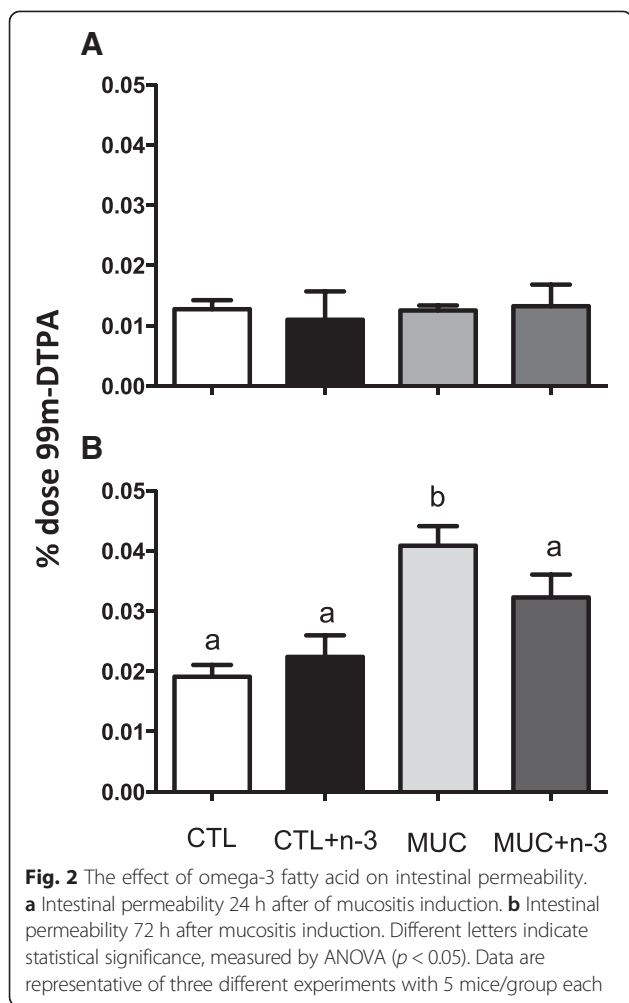 A
0.05
0.04
0.03
0.02
0.01
0.00
% dose 99m-DTPA
B
0.05
0.04
0.03
0.02
0.01
0.00
a
a
b
a
CTL
CTL+n-3
MUC
MUC+n-3
Fig. 2 The effect of omega-3 fatty acid on intestinal permeability.
a Intestinal permeability 24 h after of mucositis induction. b Intestinal
permeability 72 h after mucositis induction. Different letters indicate
statistical significance, measured by ANOVA (p < 0.05). Data are
representative of three different experiments with 5 mice/group each